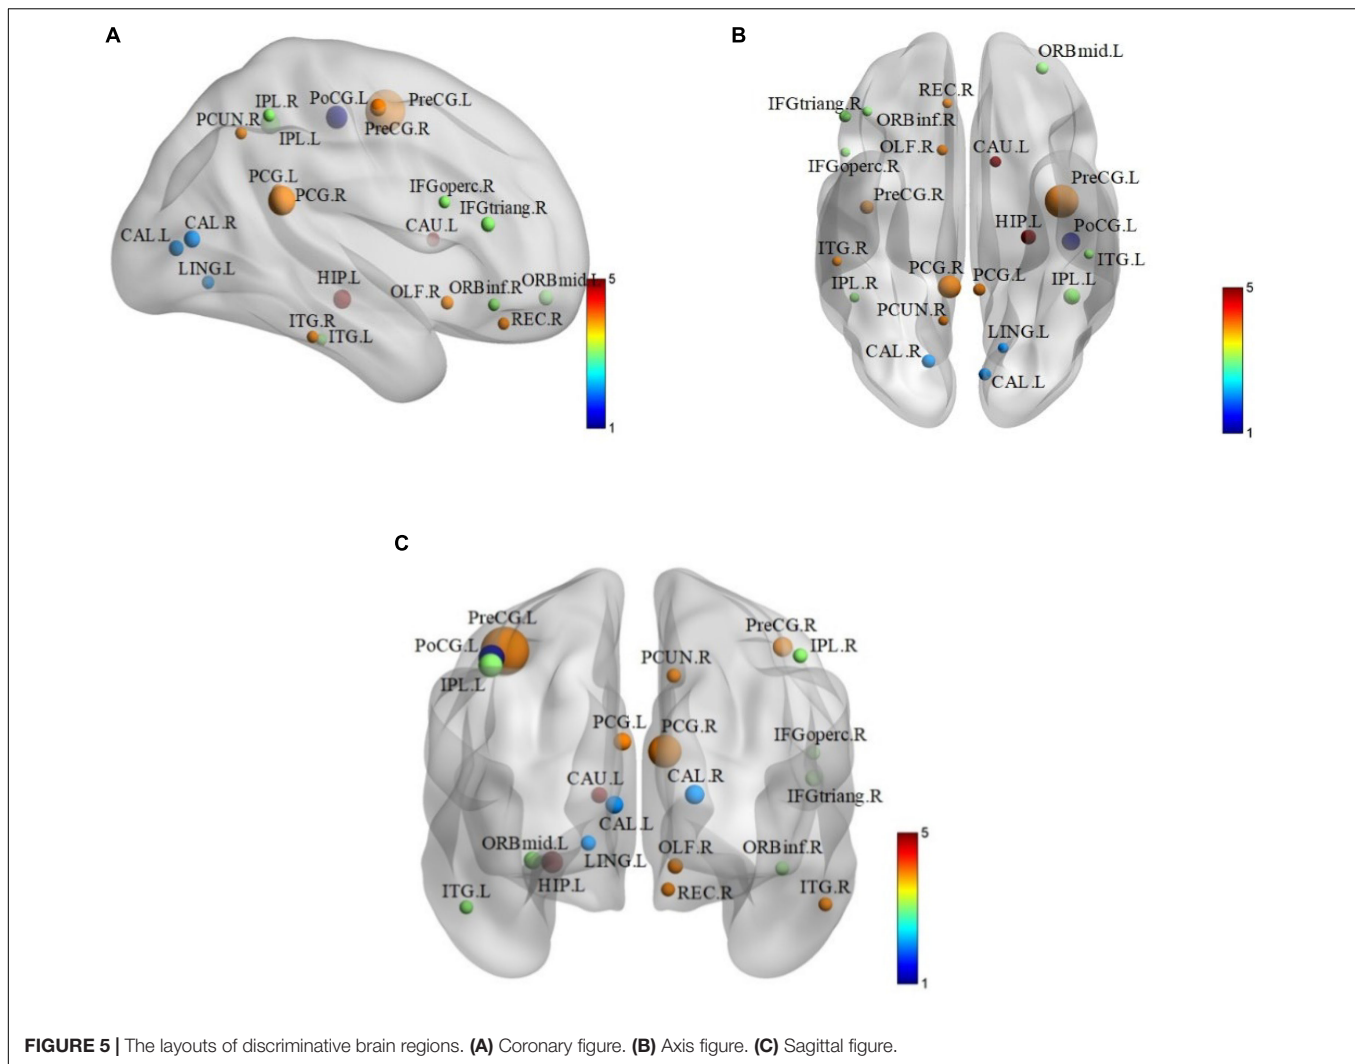 A
IPL.R
PoCG.L
PreCG.L
PCUN.R
IPL.L
PreCG.R
PCG.L
PCG.R
IFGoperc.R
IFGtriang.R
CAL.L
CAL.R
CAU.L
LING.L
HIP.L
OLF.R
ORBinf.R
ORBmid.L
REC.R
ITG.R
ITG.L
5
1
B
ORBmid.L
REC.R
IFGtriang.R
ORBinf.R
OLF.R
CAU.L
IFGoperc.R
PreCG.R
PreCG.L
HIP.L
PoCG.L
ITG.R
ITG.L
PCG.R
PCG.L
IPL.R
IPL.L
PCUN.R
LING.L
CAL.R
CAL.L
5
1
C
PreCG.L
PoCG.L
IPL.L
PreCG.R
IPL.R
PCUN.R
PCG.L
PCG.R
IFGoperc.R
CAU.L
CAL.R
IFGtriang.R
CAL.L
ORBmid.L
LING.L
OLF.R
ORBinf.R
HIP.L
REC.R
ITG.L
ITG.R
5
1
FIGURE 5 | The layouts of discriminative brain regions. (A) Coronary figure. (B) Axis figure. (C) Sagittal figure.